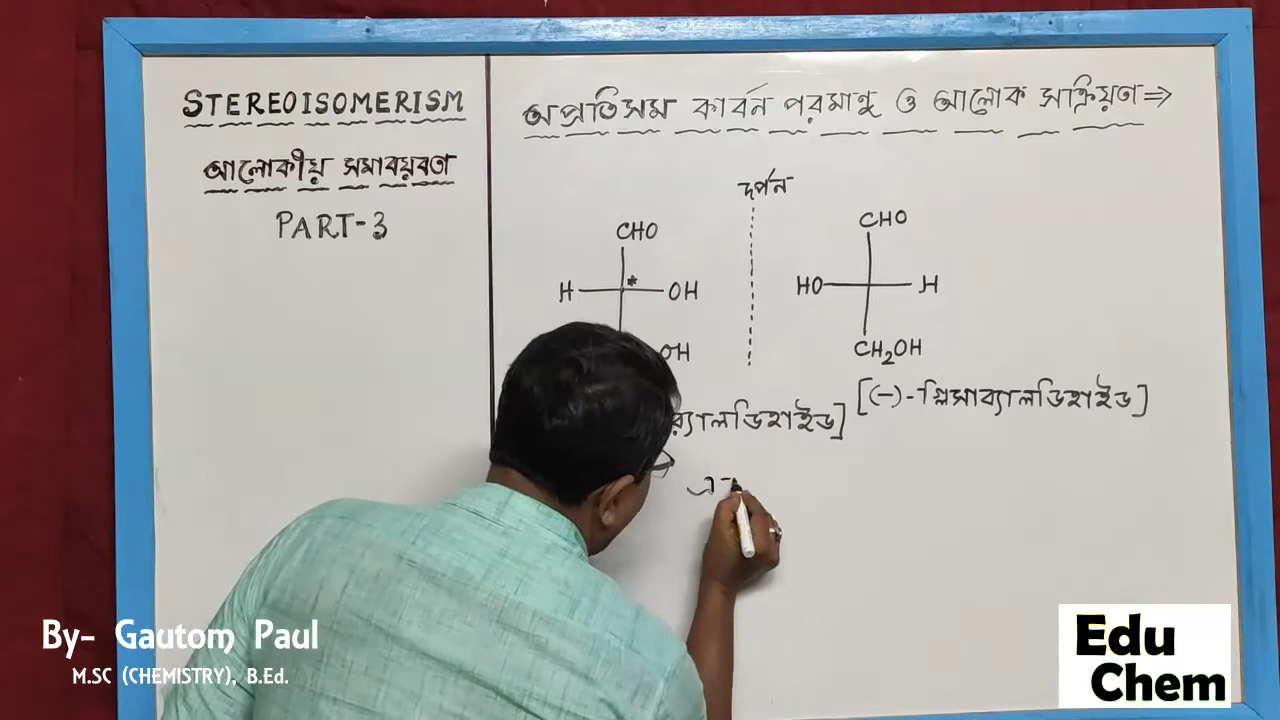 STEREOISOMERISM
আলোকীয় সমাবয়বতা
PART-3
অপ্রতিসম কার্বন পরমাণু ও আলোক সক্রিয়তা⇒
দর্পন
CHO
H * OH
OH
CHO
HO H
CH₂OH
র‍্যালডিহাইড]
[(-)-গ্লিসার‍্যালডিহাইড]
By- Gautom Paul
M.SC (CHEMISTRY), B.Ed.
Edu
Chem